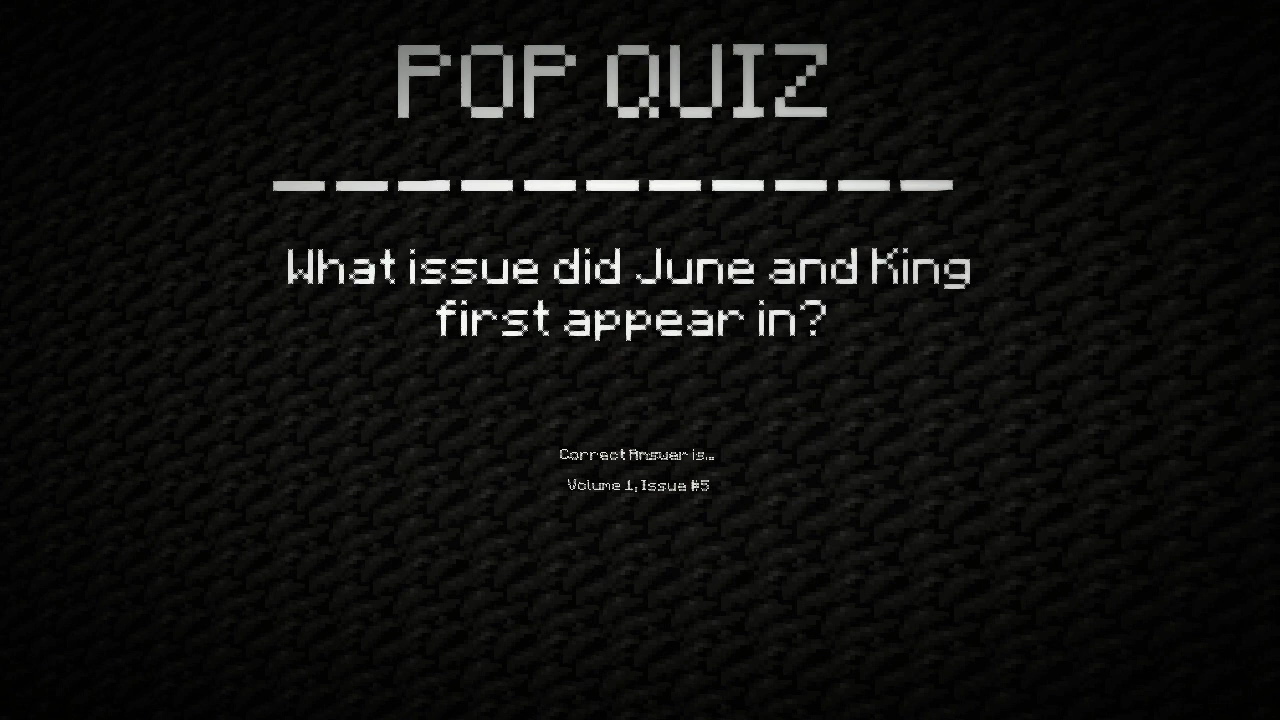 POP QUIZ
What issue did June and King
first appear in?
Correct Answer is...
Volume 1, Issue #5